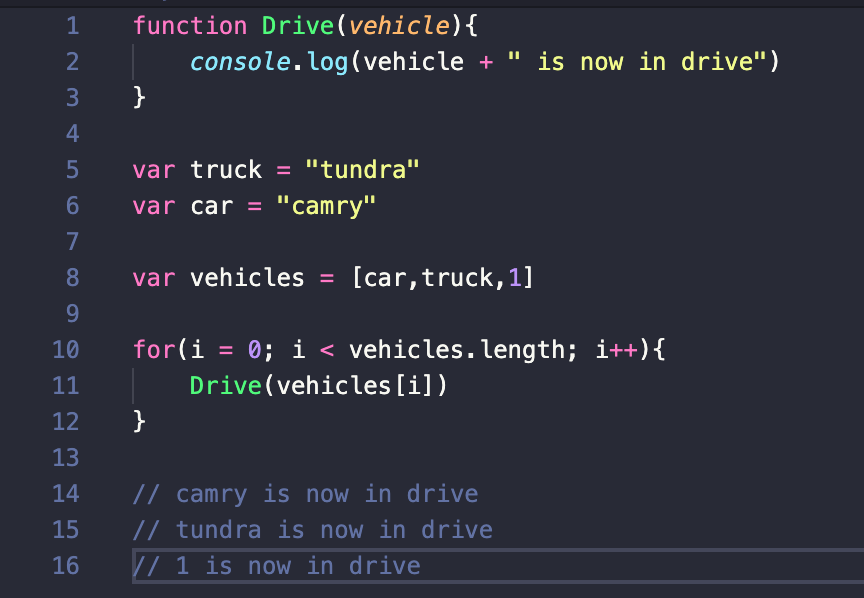 1 function Drive(vehicle){
2     console.log(vehicle + " is now in drive")
3 }
4
5 var truck = "tundra"
6 var car = "camry"
7
8 var vehicles = [car,truck,1]
9
10 for(i = 0; i < vehicles.length; i++){
11     Drive(vehicles[i])
12 }
13
14 // camry is now in drive
15 // tundra is now in drive
16 // 1 is now in drive